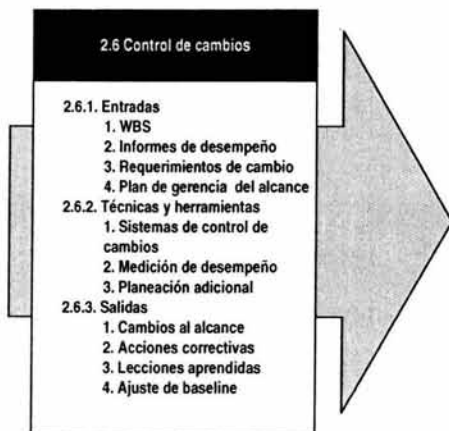 2.6 Control de cambios
2.6.1. Entradas
1. WBS
2. Informes de desempeño
3. Requerimientos de cambio
4. Plan de gerencia del alcance
2.6.2. Técnicas y herramientas
1. Sistemas de control de
cambios
2. Medición de desempeño
3. Planeación adicional
2.6.3. Salidas
1. Cambios al alcance
2. Acciones correctivas
3. Lecciones aprendidas
4. Ajuste de baseline